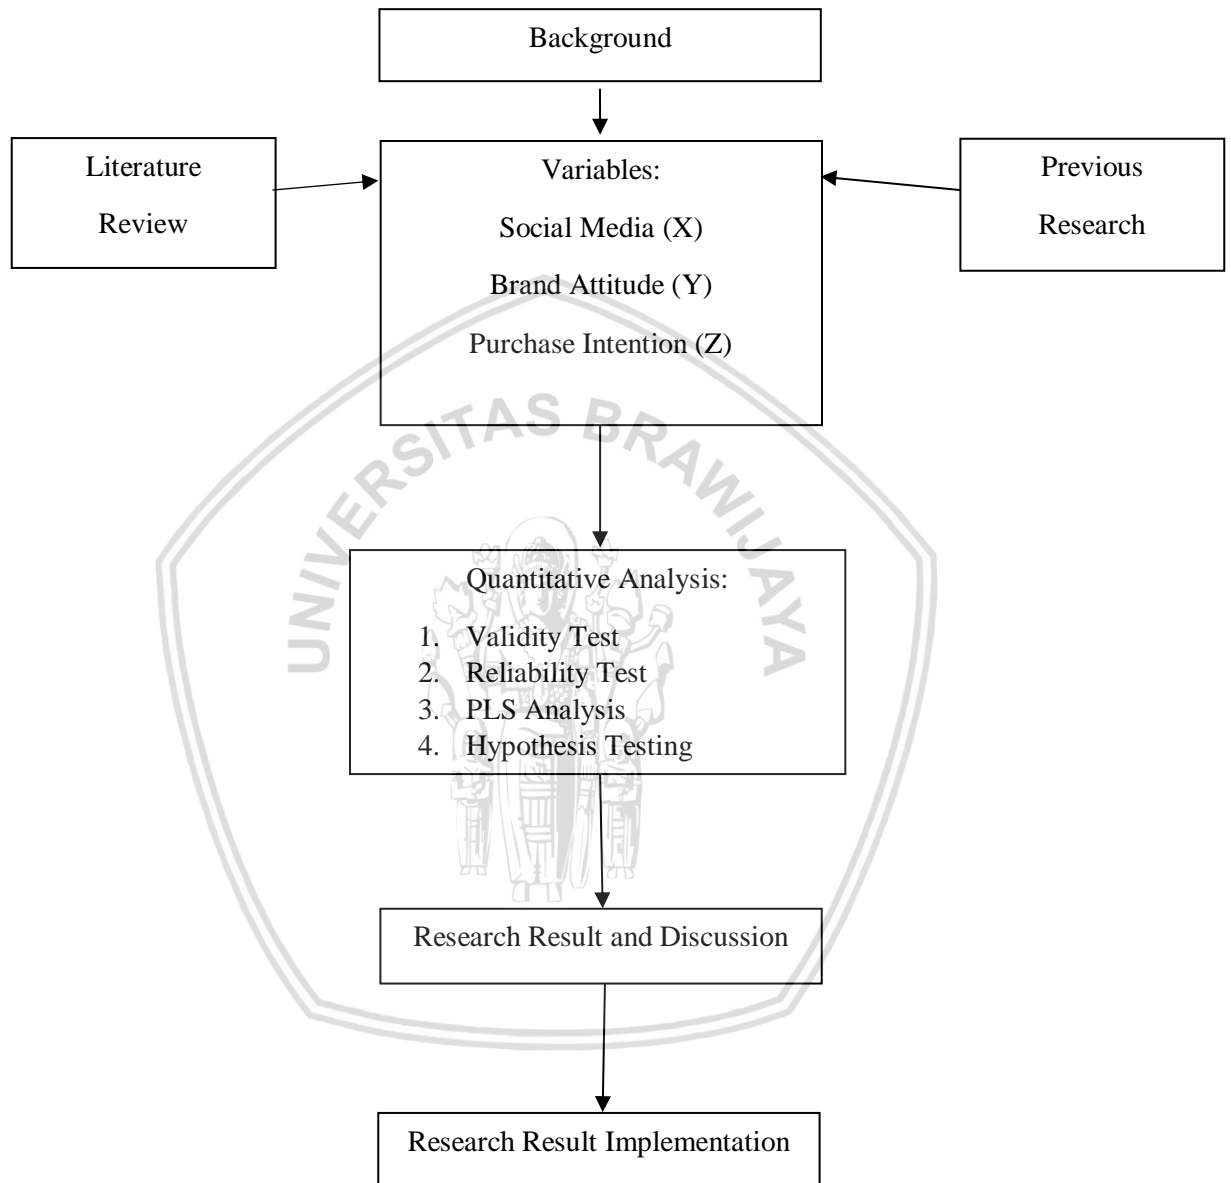 Background
Literature
Review
Variables:
Social Media (X)
Brand Attitude (Y)
Purchase Intention (Z)
Previous
Research
UNIVERSITAS BRAWIJAYA
Quantitative Analysis:
1. Validity Test
2. Reliability Test
3. PLS Analysis
4. Hypothesis Testing
Research Result and Discussion
Research Result Implementation